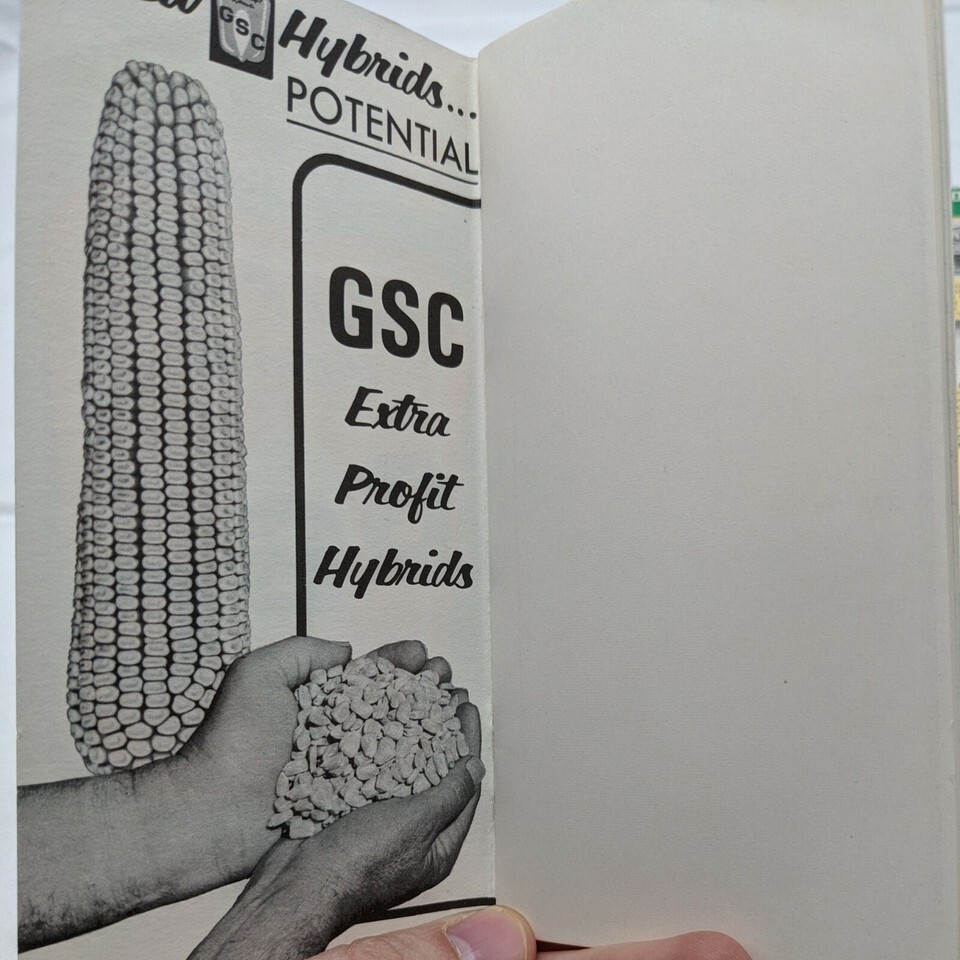 GSC
Hybrids...
POTENTIAL
GSC
Extra
Profit
Hybrids